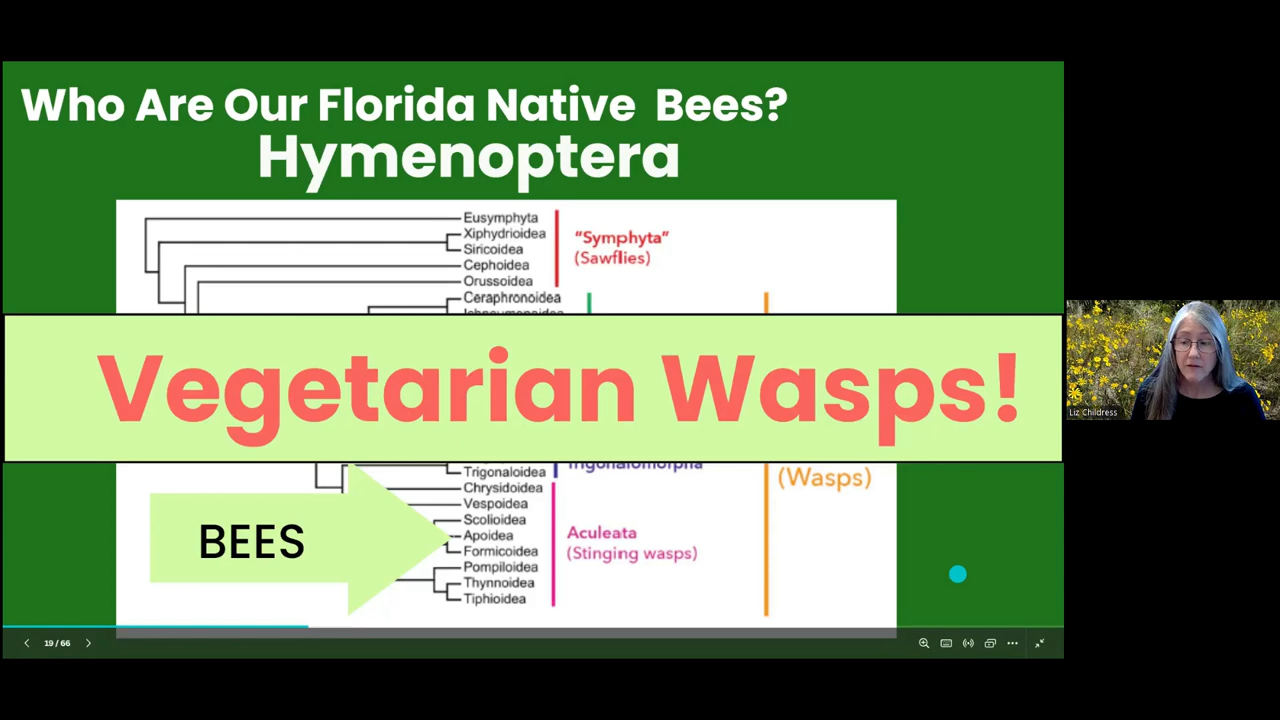 Who Are Our Florida Native Bees?
Hymenoptera
Eusymphyta
Xiphydrioidea
Siricoidea
Cephoidea
Orussoidea
Ceraphronoidea
"Symphyta"
(Sawflies)
Vegetarian Wasps!
Trigonaloidea
Chrysidoidea
Vespoidea
Scolioidea
Apoidea
Formicoidea
Pompiloidea
Thynnoidea
Tiphioidea
(Wasps)
Aculeata
(Stinging wasps)
BEES
19 / 66
Liz Childress